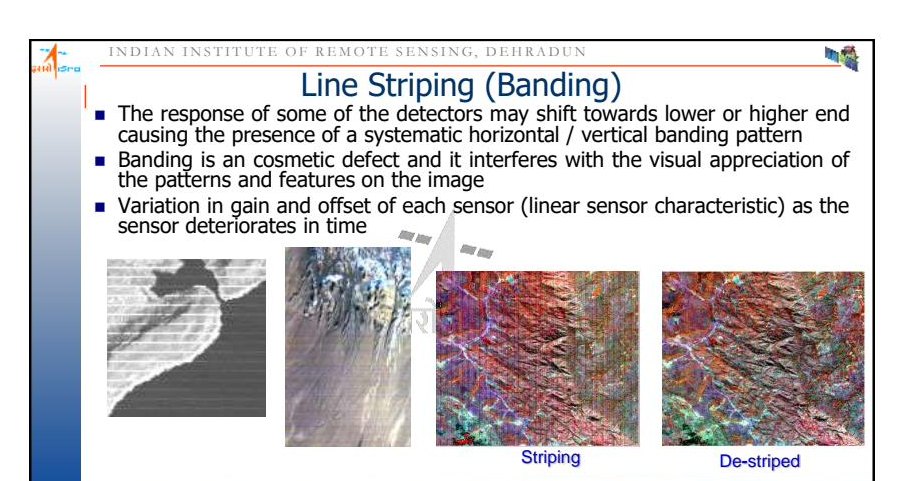 INDIAN INSTITUTE OF REMOTE SENSING, DEHRADUN
इसरो isro
Line Striping (Banding)
The response of some of the detectors may shift towards lower or higher end
causing the presence of a systematic horizontal / vertical banding pattern
Banding is an cosmetic defect and it interferes with the visual appreciation of
the patterns and features on the image
Variation in gain and offset of each sensor (linear sensor characteristic) as the
sensor deteriorates in time
Striping
De-striped